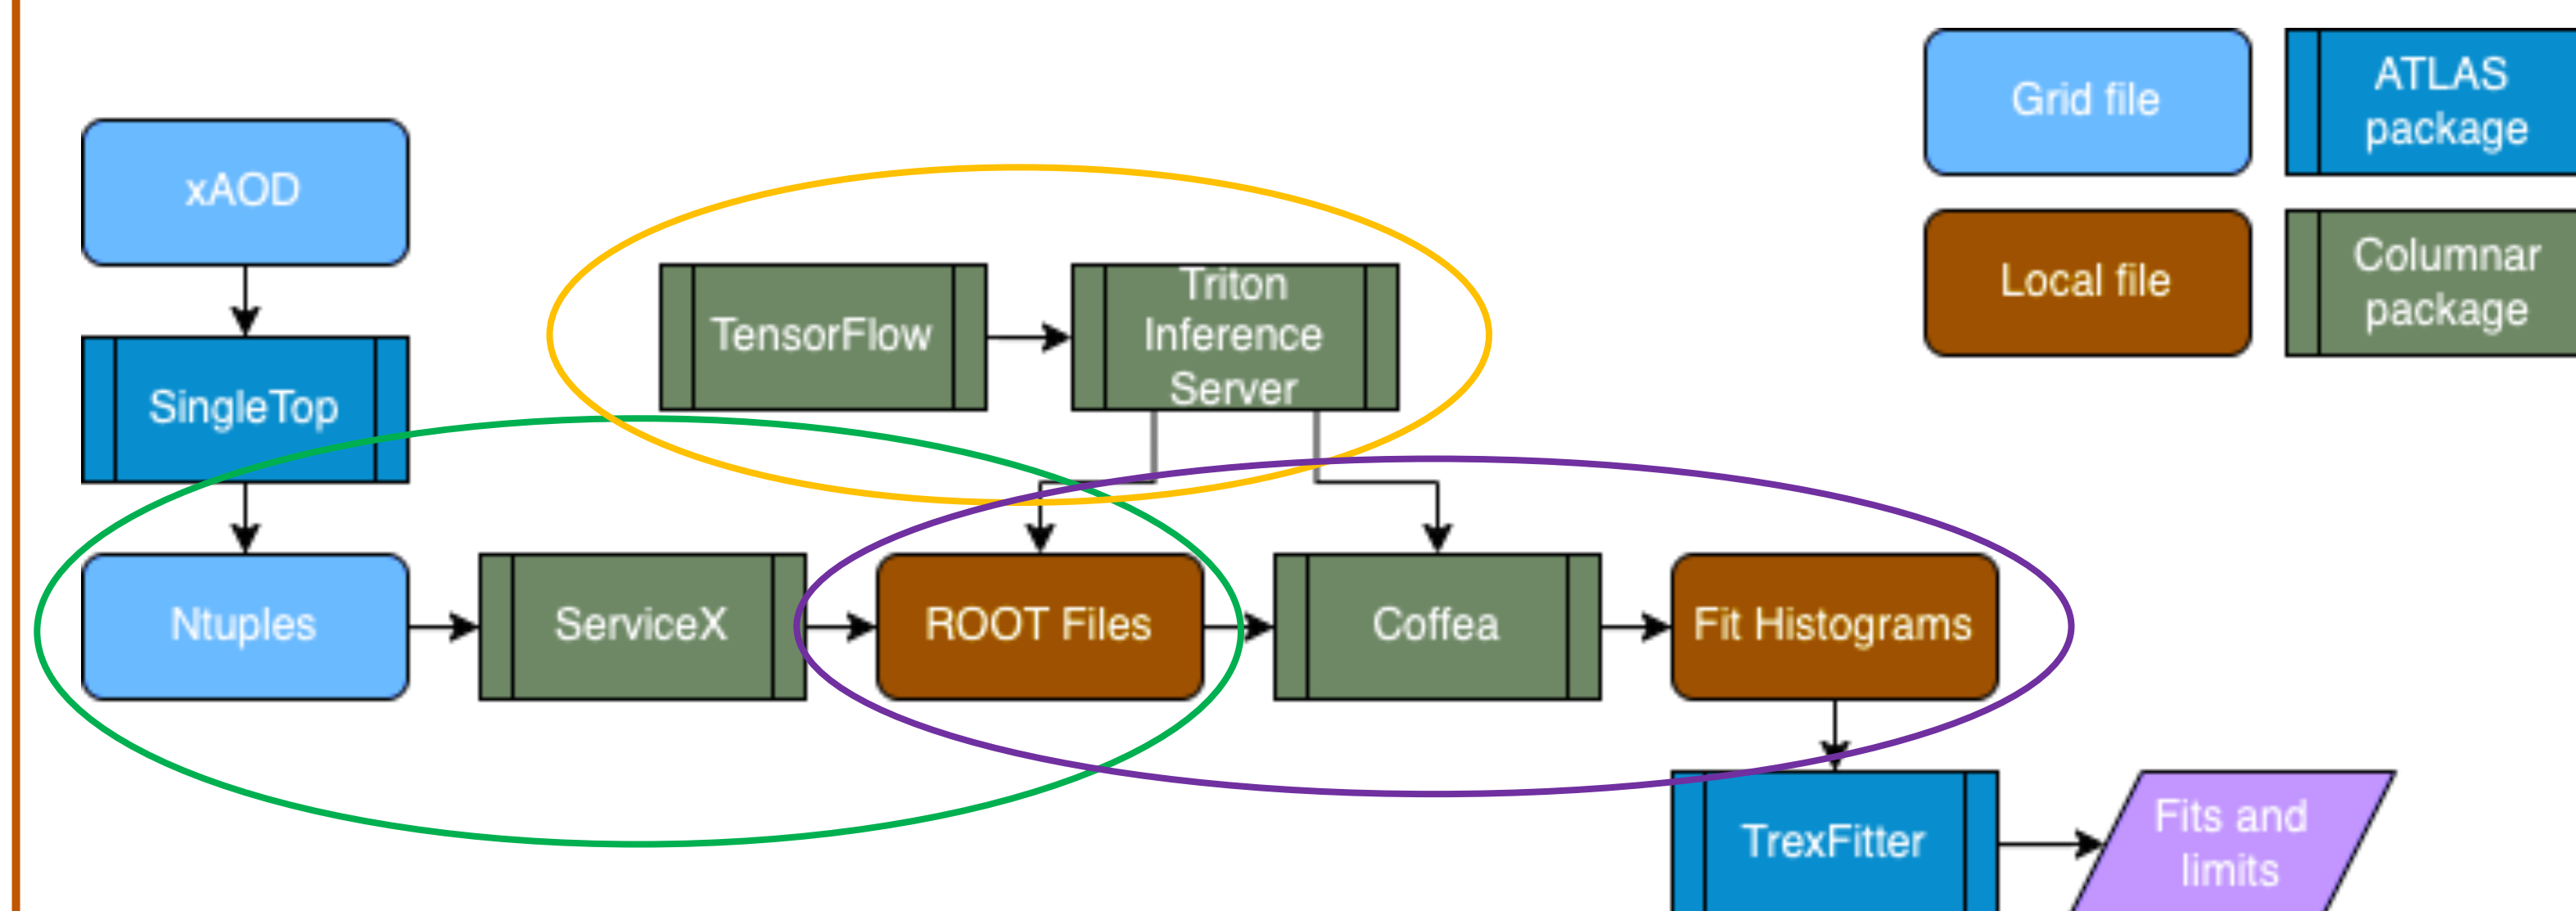 Grid file
ATLAS
package
xAOD
Local file
Columnar
package
TensorFlow
Triton
Inference
Server
SingleTop
Ntuples
ServiceX
ROOT Files
Coffea
Fit Histograms
TrexFitter
Fits and
limits